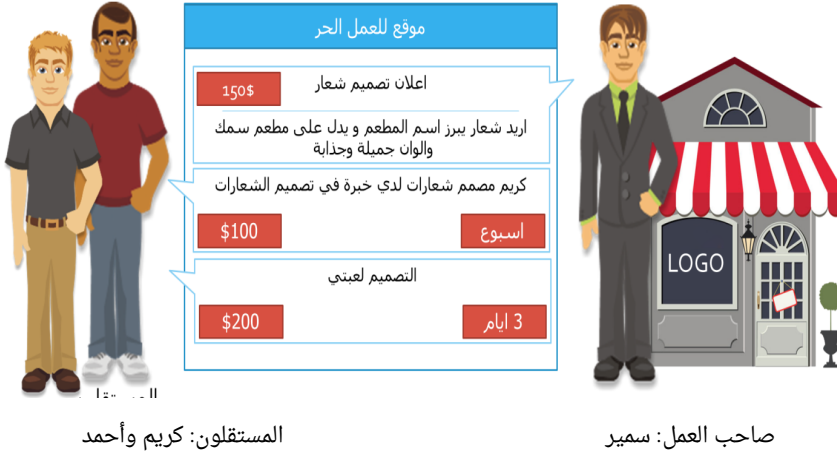 موقع للعمل الحر
اعلان تصميم شعار
150$
اريد شعار يبرز اسم المطعم و يدل على مطعم سمك
والوان جميلة وجذابة
كريم مصمم شعارات لدي خبرة في تصميم الشعارات
اسبوع
$100
التصميم لعبتي
3 ايام
$200
LOGO
صاحب العمل: سمير
المستقلون: كريم وأحمد